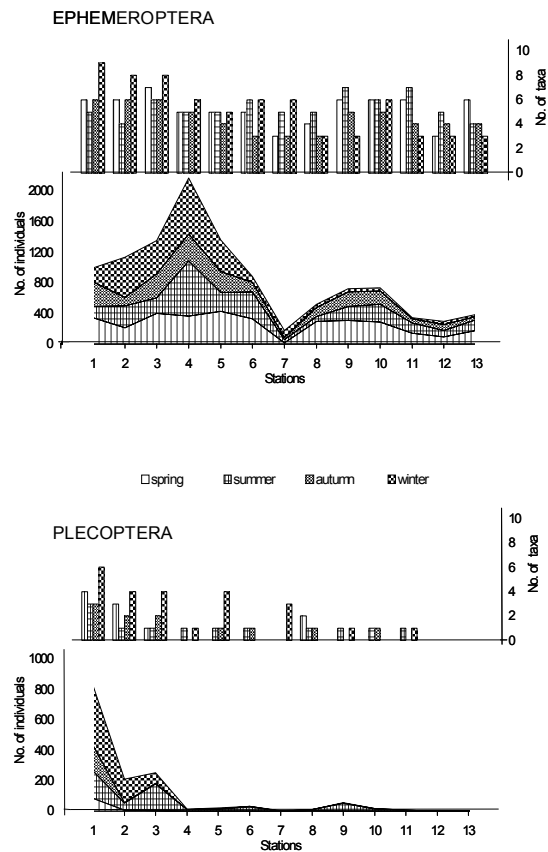 EPHEMEROPTERA
10
8
6
4
2
0
No. of taxa
2000
1600
1200
800
400
0
No. of individuals
1 2 3 4 5 6 7 8 9 10 11 12 13
Stations
spring summer autumn winter
PLECOPTERA
10
8
6
4
2
0
No. of taxa
1000
800
600
400
200
0
No. of individuals
1 2 3 4 5 6 7 8 9 10 11 12 13
Stations